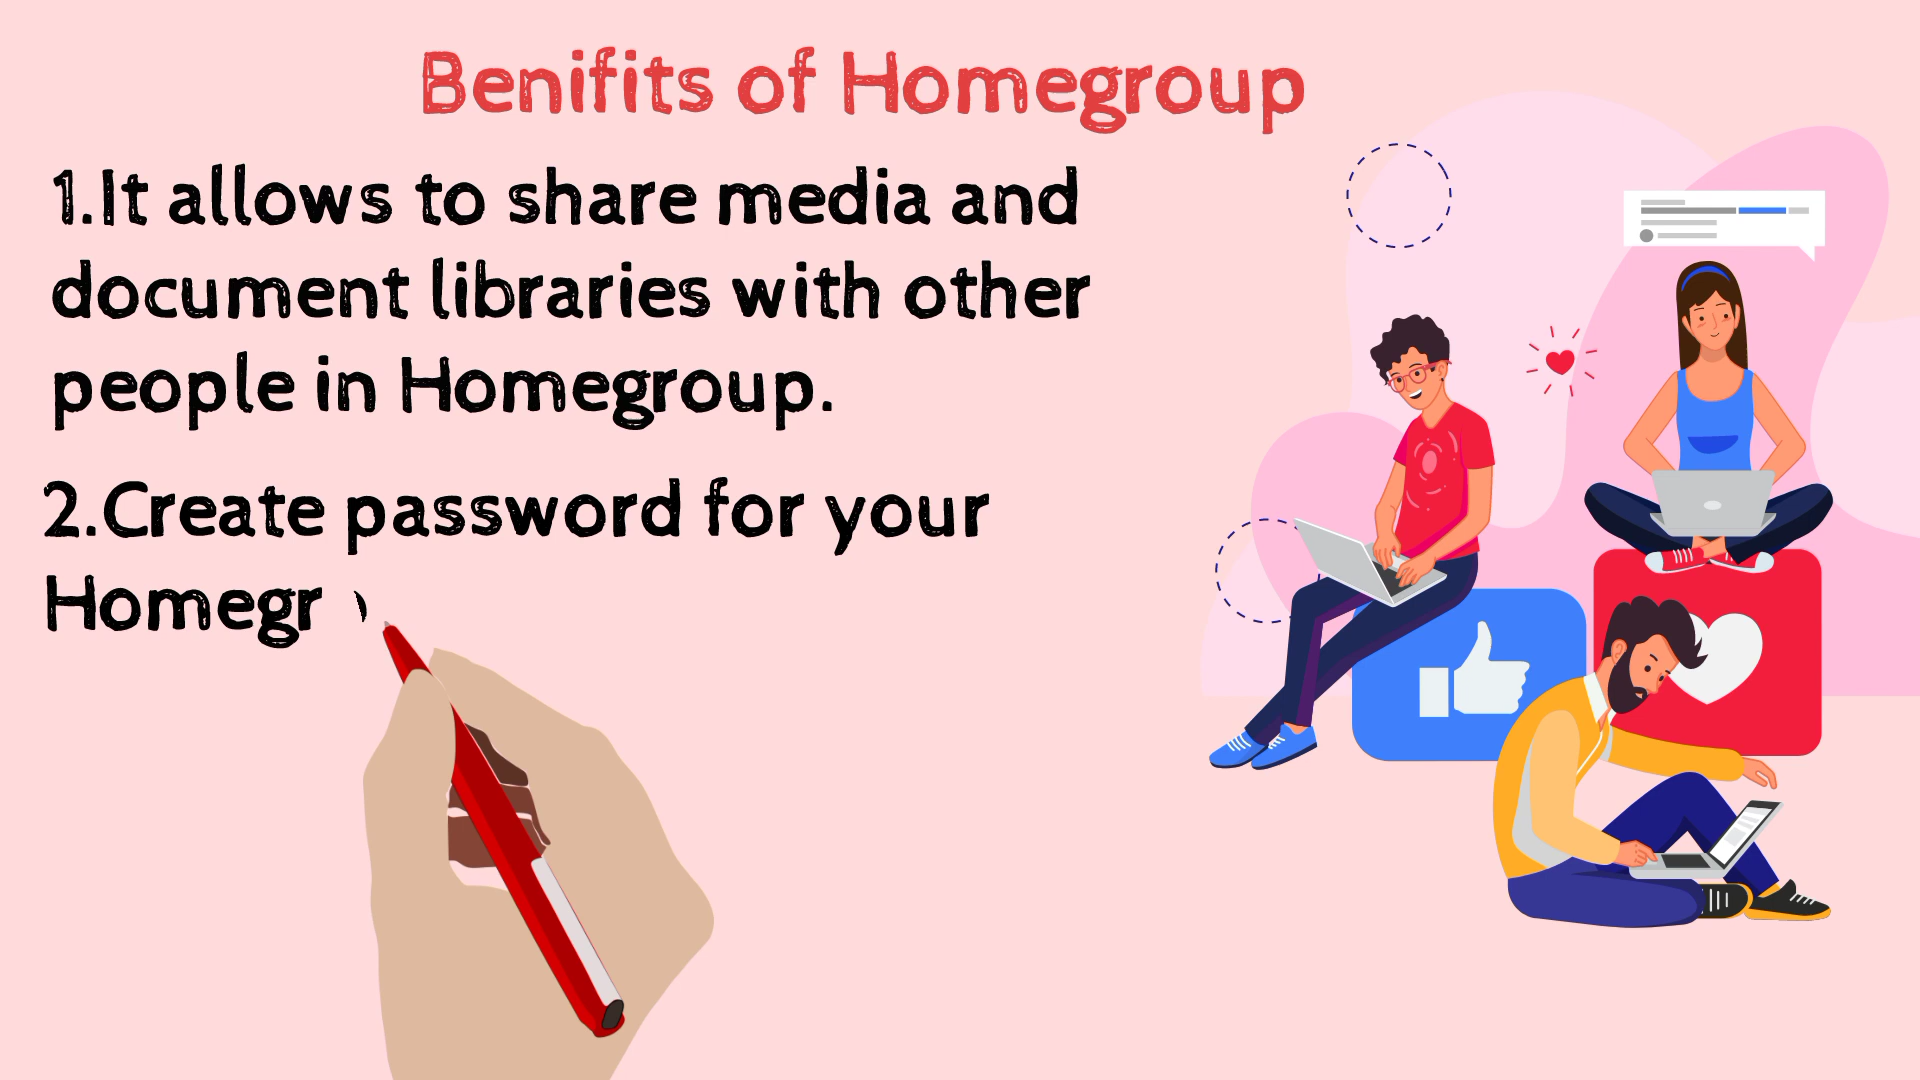 Benifits of Homegroup
1.It allows to share media and
document libraries with other
people in Homegroup.
2.Create password for your
Homegr